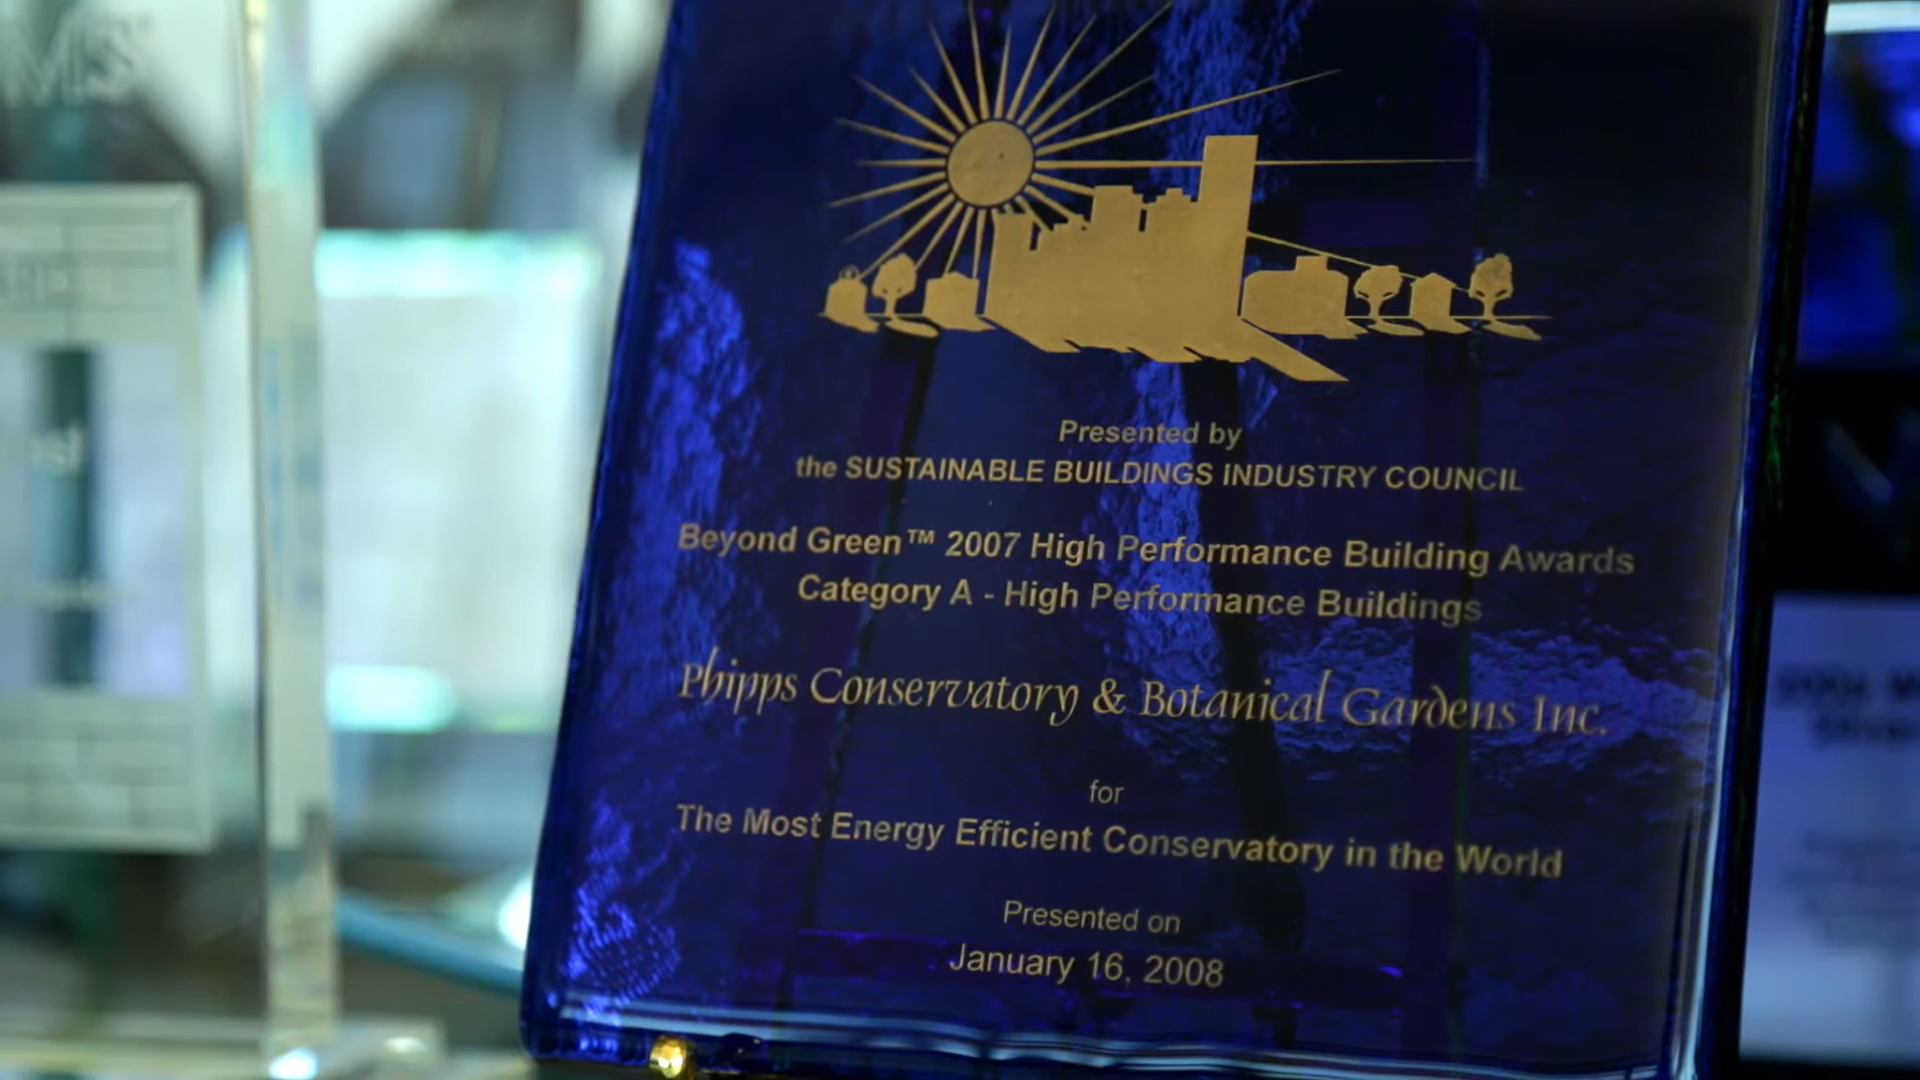 Presented by
the SUSTAINABLE BUILDINGS INDUSTRY COUNCIL
Beyond Green™ 2007 High Performance Building Awards
Category A - High Performance Buildings
Phipps Conservatory & Botanical Gardens Inc.
for
The Most Energy Efficient Conservatory in the World
Presented on
January 16, 2008